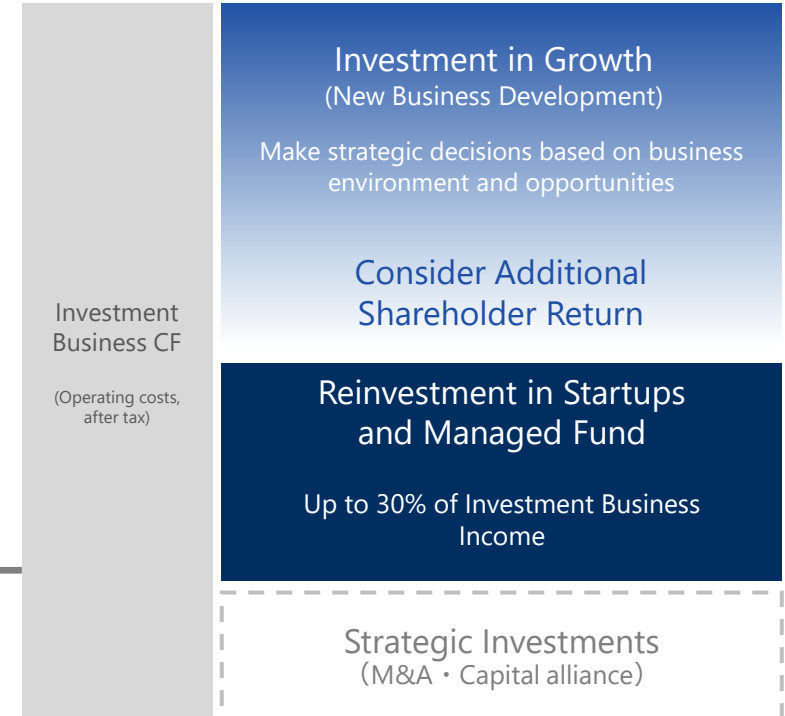 Investment
Business CF
(Operating costs,
after tax)
Investment in Growth
(New Business Development)
Make strategic decisions based on business
environment and opportunities
Consider Additional
Shareholder Return
Reinvestment in Startups
and Managed Fund
Up to 30% of Investment Business
Income
Strategic Investments
（M&A・Capital alliance）